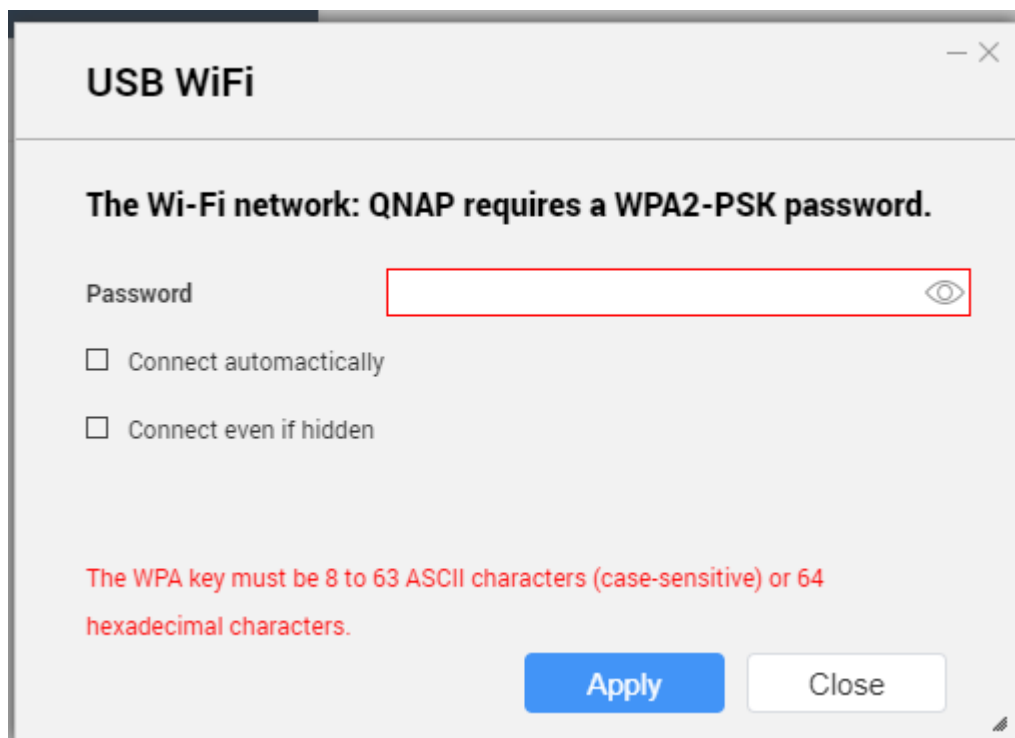 USB WiFi
The Wi-Fi network: QNAP requires a WPA2-PSK password.
Password
Connect automactically
Connect even if hidden
The WPA key must be 8 to 63 ASCII characters (case-sensitive) or 64
hexadecimal characters.
Apply Close